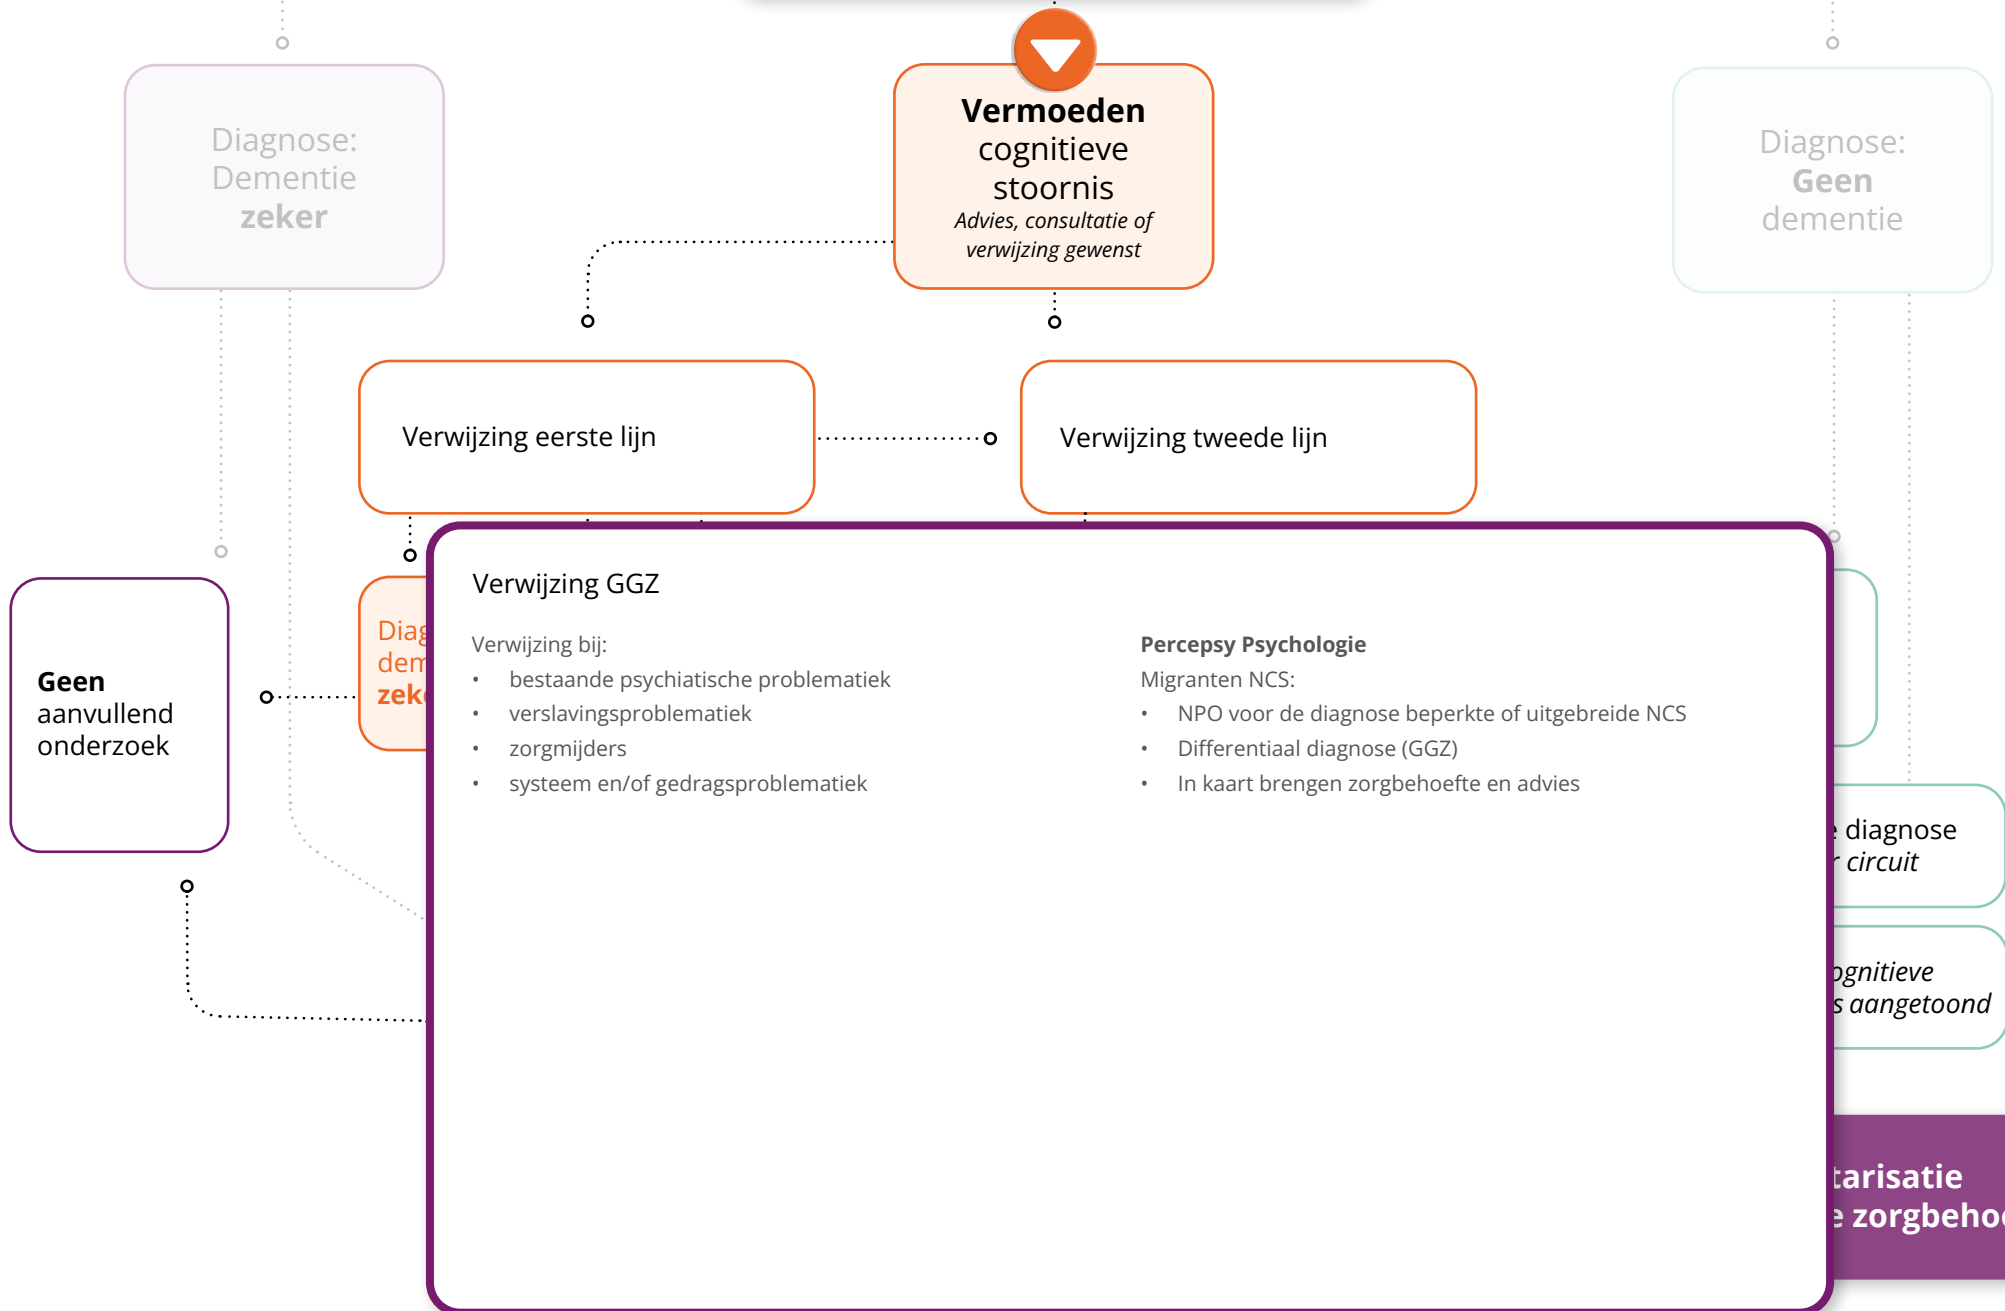 Diagnose:
Dementie
zeker
Vermoeden
cognitieve
stoornis
Advies, consultatie of
verwijzing gewenst
Diagnose:
Geen
dementie
Verwijzing eerste lijn
Verwijzing tweede lijn
Geen
aanvullend
onderzoek
Verwijzing GGZ
Verwijzing bij:
• bestaande psychiatische problematiek
• verslavingsproblematiek
• zorgmijders
• systeem en/of gedragsproblematiek
Percepsy Psychologie
Migranten NCS:
• NPO voor de diagnose beperkte of uitgebreide NCS
• Differentiaal diagnose (GGZ)
• In kaart brengen zorgbehoefte en advies
diagnose
circuit
aangetoond